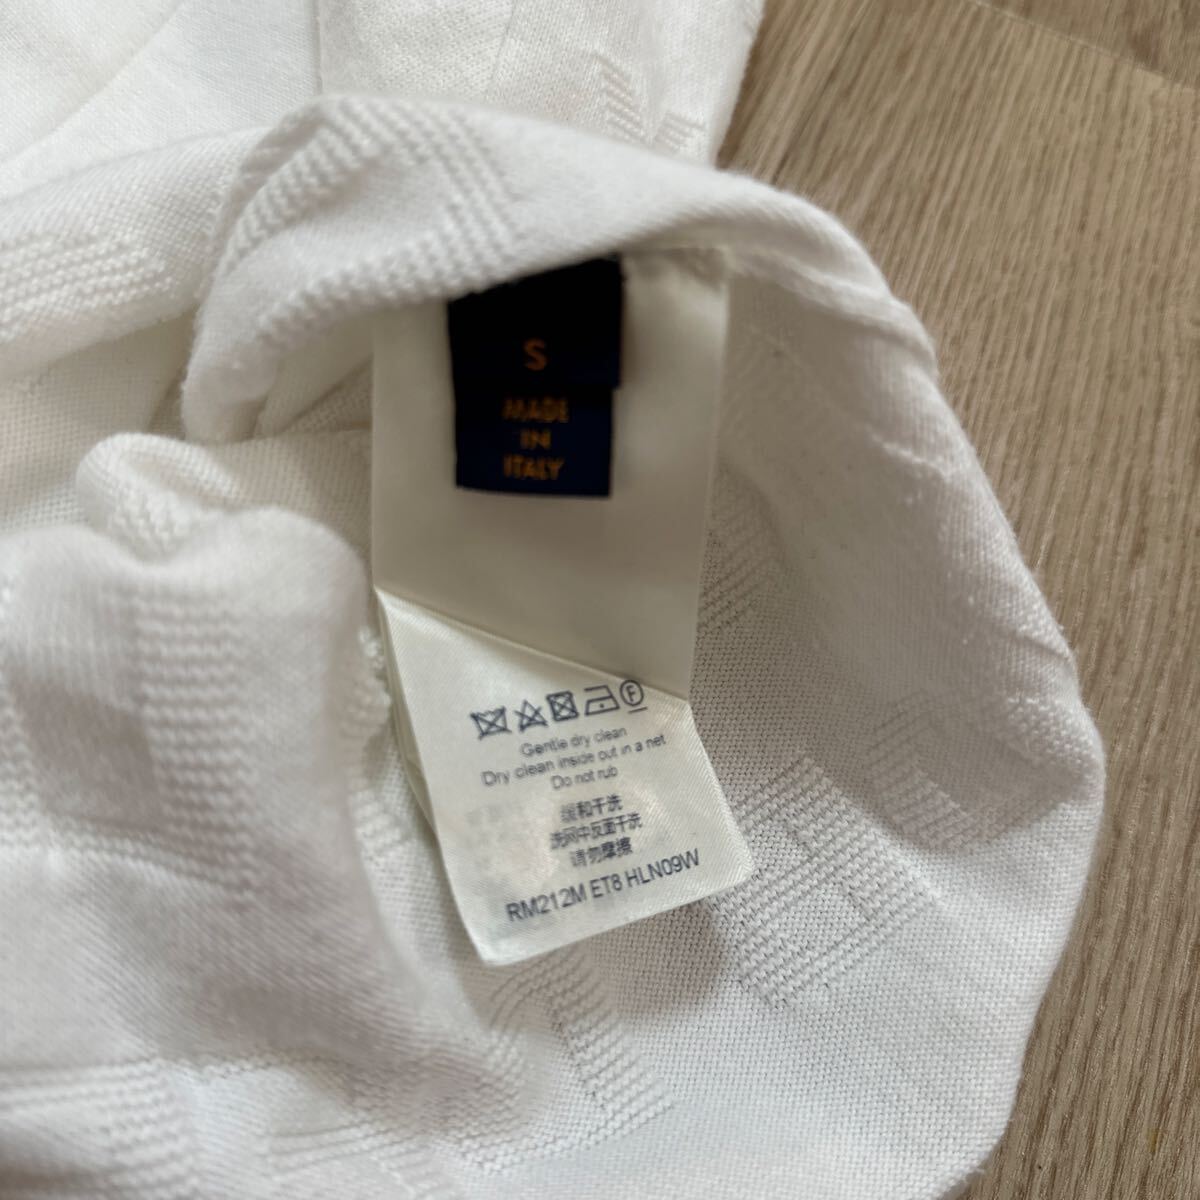 S
MADE
IN
ITALY
F
Gentle dry clean
Dry clean inside out in a net
Do not rub
缓和干洗
洗网中反面干洗
请勿摩擦
RM212M ET8 HLN09W